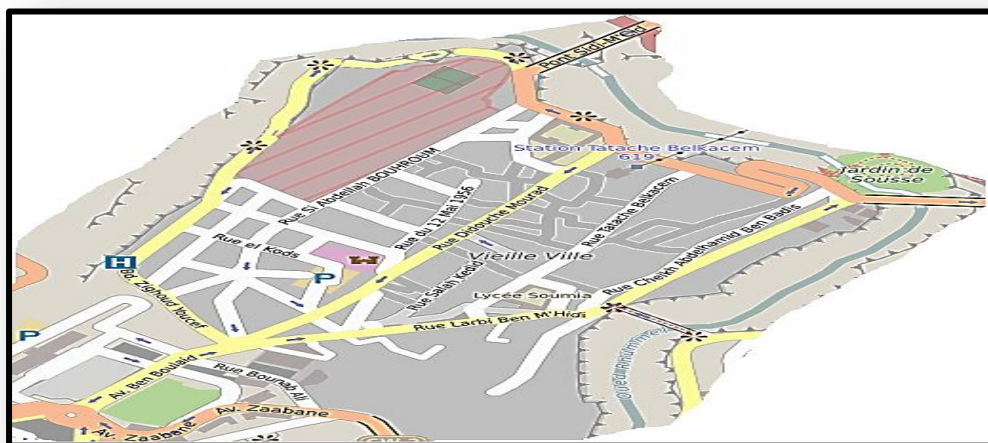 Pont Sidi-M'Cid
Station Tatache Belkacem
619
Jardin de
Sousse
Rue Si Abdellah BOUHROUM
Rue du 12 Mai 1956
Rue Didouche Mourad
Rue Tatache Belkacem
Rue el Kods
Vieille Ville
Rue Cheikh Abdelhamid Ben Badis
H
P
Rue Salah Kedid
Bd. Zighoud Youcef
Lycée Soumia
Rue Larbi Ben M'Hidi
P
Rue Bounab Ali
Av. Ben Boulaid
Av. Zaabane
Av. Zaabane